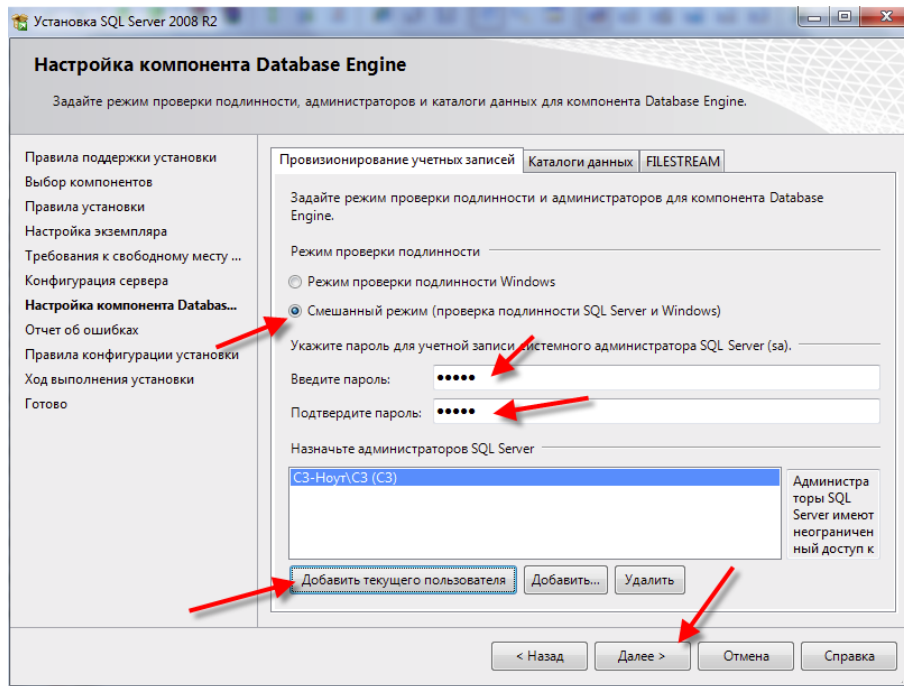 Установка SQL Server 2008 R2
Настройка компонента Database Engine
Задайте режим проверки подлинности, администраторов и каталоги данных для компонента Database Engine.
Правила поддержки установки
Выбор компонентов
Правила установки
Настройка экземпляра
Требования к свободному месту ...
Конфигурация сервера
Настройка компонента Databas...
Отчет об ошибках
Правила конфигурации установки
Ход выполнения установки
Готово
Провизионирование учетных записей
Каталоги данных
FILESTREAM
Задайте режим проверки подлинности и администраторов для компонента Database
Engine.
Режим проверки подлинности
Режим проверки подлинности Windows
Смешанный режим (проверка подлинности SQL Server и Windows)
Укажите пароль для учетной записи системного администратора SQL Server (sa).
Введите пароль: •••••
Подтвердите пароль: •••••
Назначьте администраторов SQL Server
СЗ-Ноут\СЗ (СЗ)
Администра
торы SQL
Server имеют
неограничен
ный доступ к
Добавить текущего пользователя
Добавить...
Удалить
< Назад
Далее >
Отмена
Справка